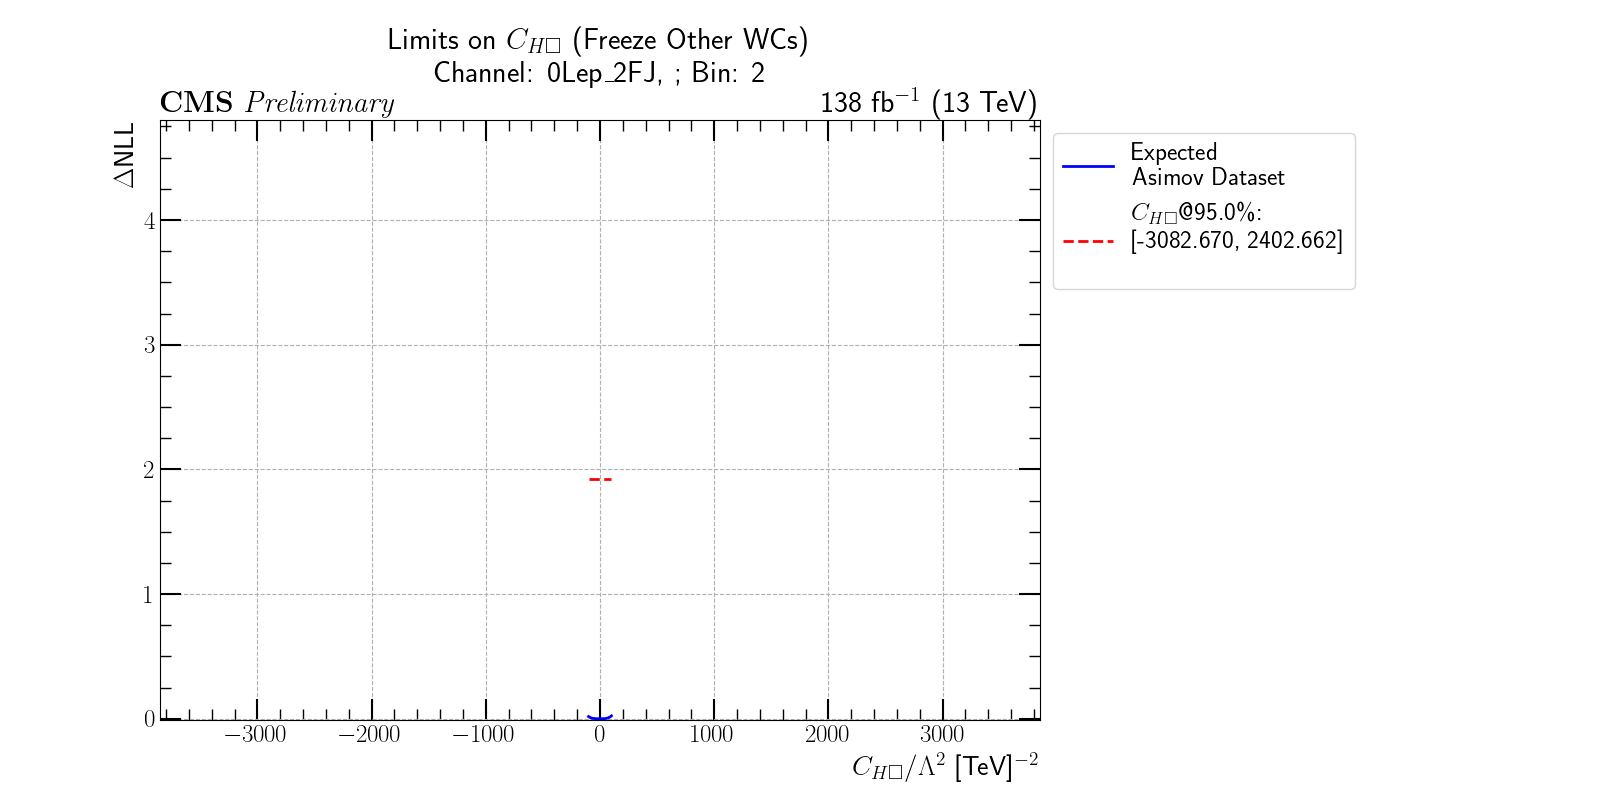 Limits on C_{H□} (Freeze Other WCs)
Channel: 0Lep_2FJ, ; Bin: 2
CMS Preliminary
138 fb⁻¹ (13 TeV)
ΔNLL
4
3
2
1
0
−3000 −2000 −1000 0 1000 2000 3000
C_{H□}/Λ² [TeV]⁻²
Expected
Asimov Dataset
C_{H□}@95.0%:
[-3082.670, 2402.662]